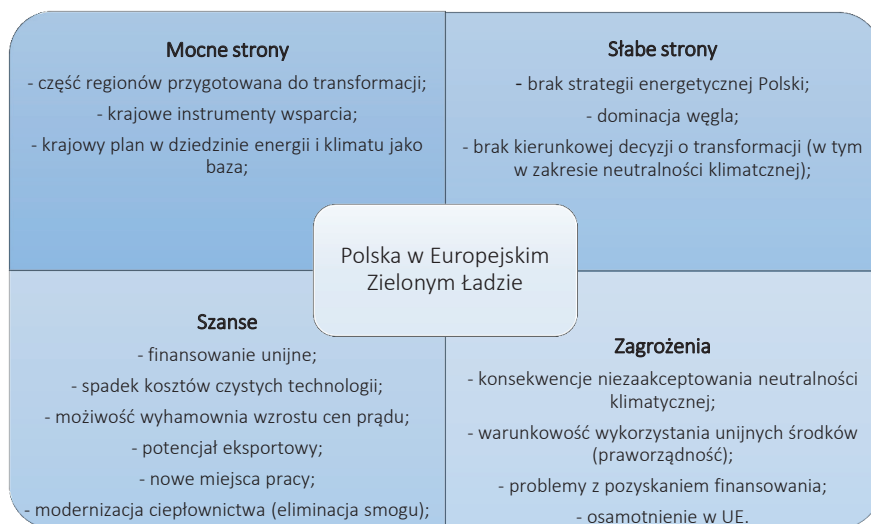 Mocne strony
- część regionów przygotowana do transformacji;
- krajowe instrumenty wsparcia;
- krajowy plan w dziedzinie energii i klimatu jako
baza;
Słabe strony
- brak strategii energetycznej Polski;
- dominacja węgla;
- brak kierunkowej decyzji o transformacji (w tym
w zakresie neutralności klimatcznej);
Polska w Europejskim
Zielonym Ładzie
Szanse
- finansowanie unijne;
- spadek kosztów czystych technologii;
- możiwość wyhamownia wzrostu cen prądu;
- potencjał eksportowy;
- nowe miejsca pracy;
- modernizacja ciepłownictwa (eliminacja smogu);
Zagrożenia
- konsekwencje niezaakceptowania neutralności
klimatycznej;
- warunkowość wykorzystania unijnych środków
(praworządność);
- problemy z pozyskaniem finansowania;
- osamotnienie w UE.